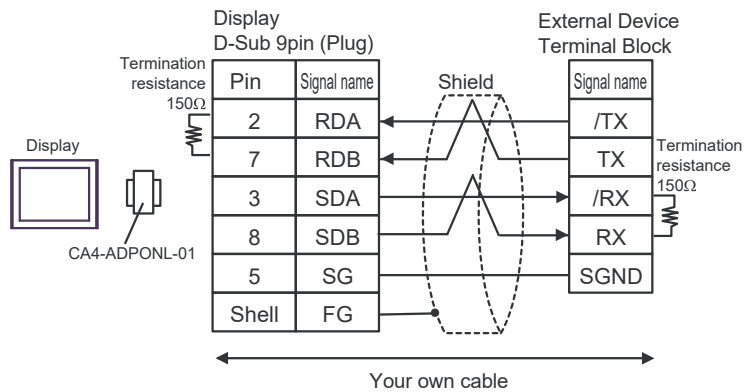 Display
D-Sub 9pin (Plug)
External Device
Terminal Block
Termination
resistance
150Ω
Pin
Signal name
Shield
Signal name
2
RDA
/TX
7
RDB
TX
Termination
resistance
150Ω
Display
3
SDA
/RX
8
SDB
RX
CA4-ADPONL-01
5
SG
SGND
Shell
FG
Your own cable